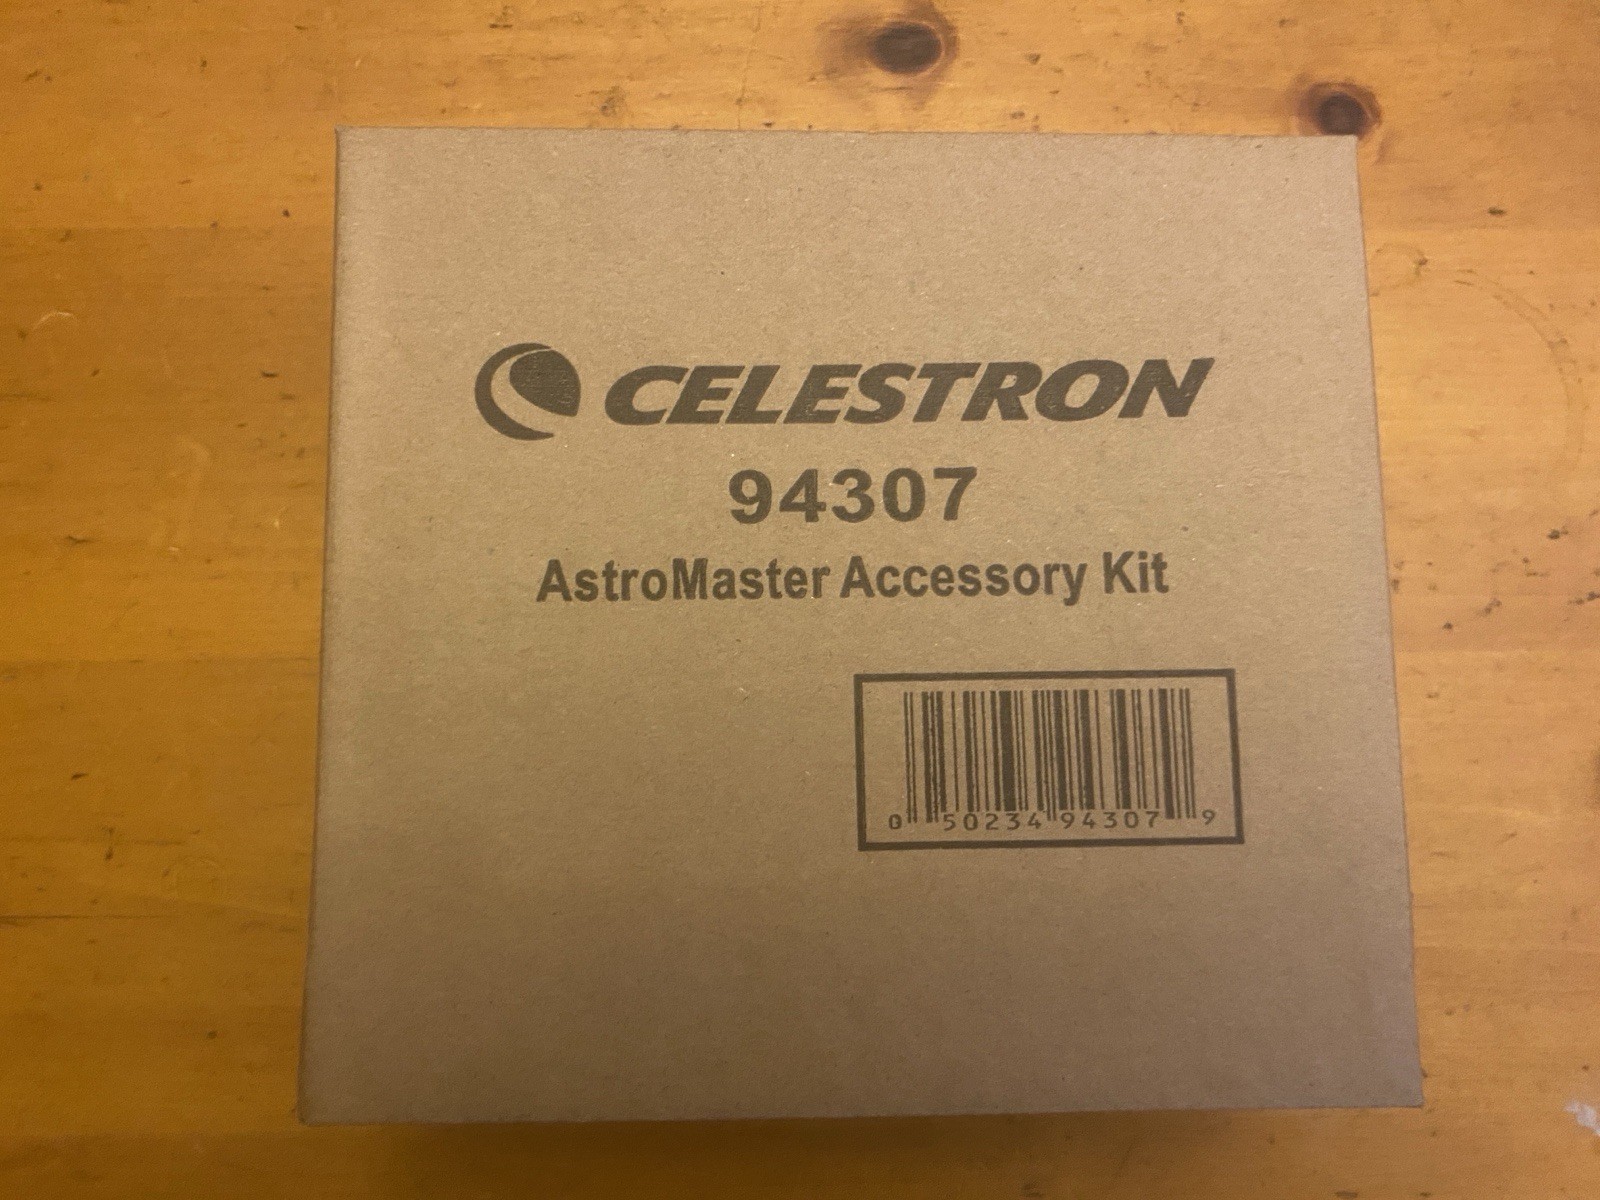 CELESTRON
94307
AstroMaster Accessory Kit
0 50234 94307 9